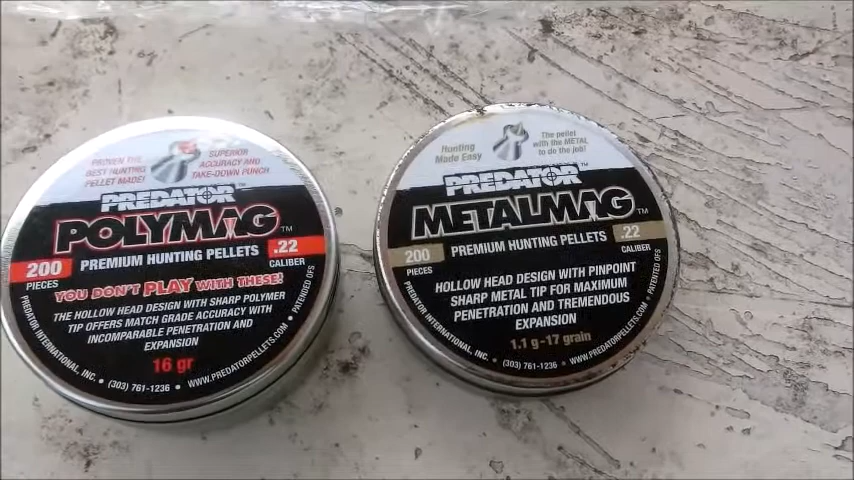 PROVEN THE
BEST HUNTING
PELLET MADE!
SUPERIOR
ACCURACY WITH
TAKE-DOWN PUNCH
PREDATOR
POLYMAG™
200
PIECES
PREMIUM HUNTING PELLETS
.22
CALIBER
YOU DON'T PLAY WITH THESE!
THE HOLLOW HEAD DESIGN WITH SHARP POLYMER
TIP OFFERS MATCH GRADE ACCURACY AND
INCOMPARABLE PENETRATION AND
EXPANSION
16 gr
PREDATOR INTERNATIONAL, INC. • (303) 761-1236 • WWW.PREDATORPELLETS.COM • PATENTED OF
Hunting
Made Easy
The Pellet
with the METAL
to do the job!
PREDATOR™
METALMAG™
200
PIECES
PREMIUM HUNTING PELLETS
.22
CALIBER
HOLLOW HEAD DESIGN WITH PINPOINT
SHARP METAL TIP FOR MAXIMUM
PENETRATION AND TREMENDOUS
EXPANSION
1.1 g-17 grain
PREDATOR INTERNATIONAL, INC. • (303) 761-1236 • WWW.PREDATORPELLETS.COM • PATENTED OF